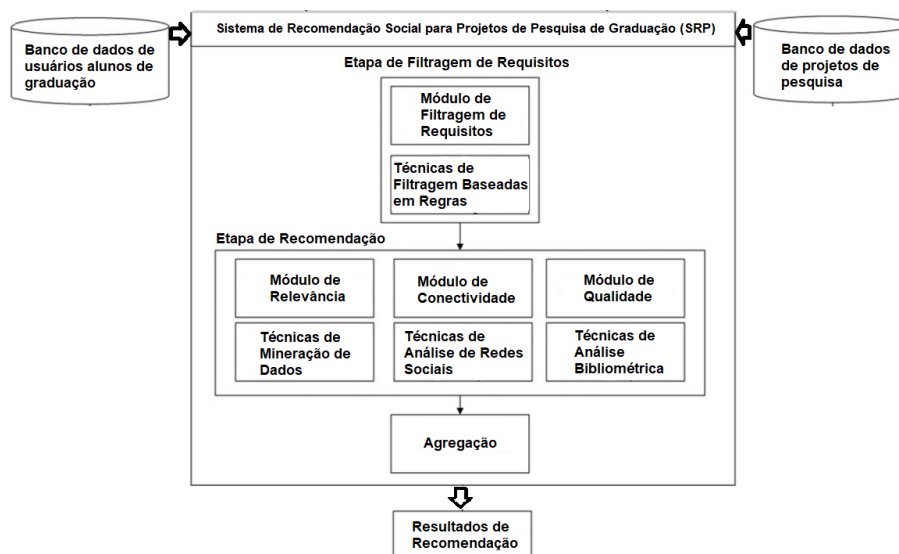 Sistema de Recomendação Social para Projetos de Pesquisa de Graduação (SRP)
Banco de dados de
usuários alunos de
graduação
Banco de dados
de projetos de
pesquisa
Etapa de Filtragem de Requisitos
Módulo de
Filtragem de
Requisitos
Técnicas de
Filtragem Baseadas
em Regras
Etapa de Recomendação
Módulo de
Relevância
Módulo de
Conectividade
Módulo de
Qualidade
Técnicas de
Mineração de
Dados
Técnicas de
Análise de Redes
Sociais
Técnicas de
Análise
Bibliométrica
Agregação
Resultados de
Recomendação